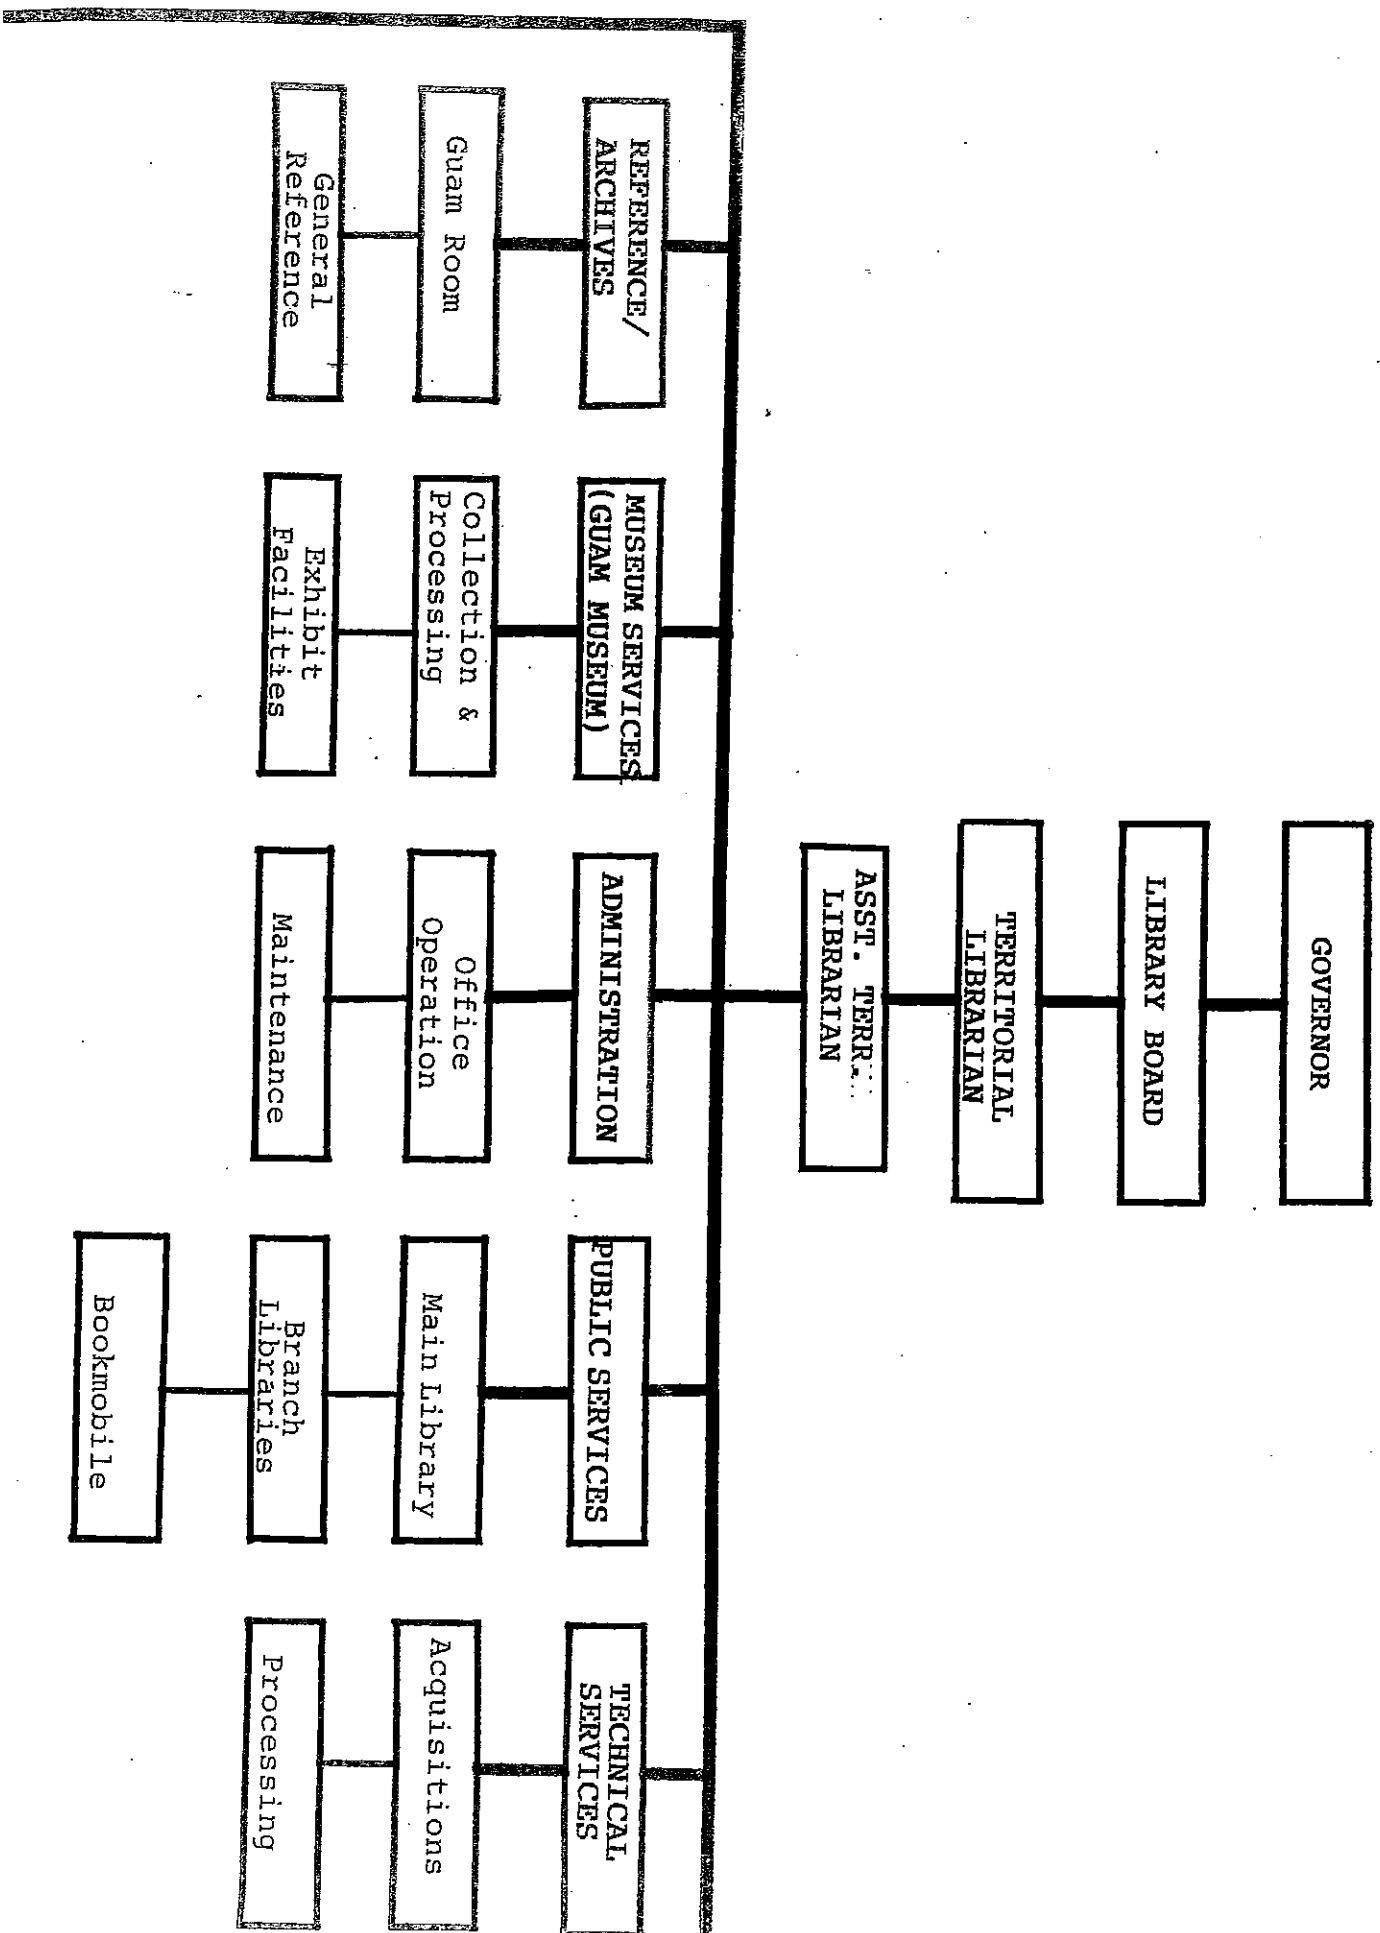 GOVERNOR
LIBRARY BOARD
TERRITORIAL
LIBRARIAN
ASST. TERR.
LIBRARIAN
REFERENCE/
ARCHIVES
Guam Room
General
Reference
MUSEUM SERVICES
(GUAM MUSEUM)
Collection &
Processing
Exhibit
Facilities
ADMINISTRATION
Office
Operation
Maintenance
PUBLIC SERVICES
Main Library
Branch
Libraries
Bookmobile
TECHNICAL
SERVICES
Acquisitions
Processing